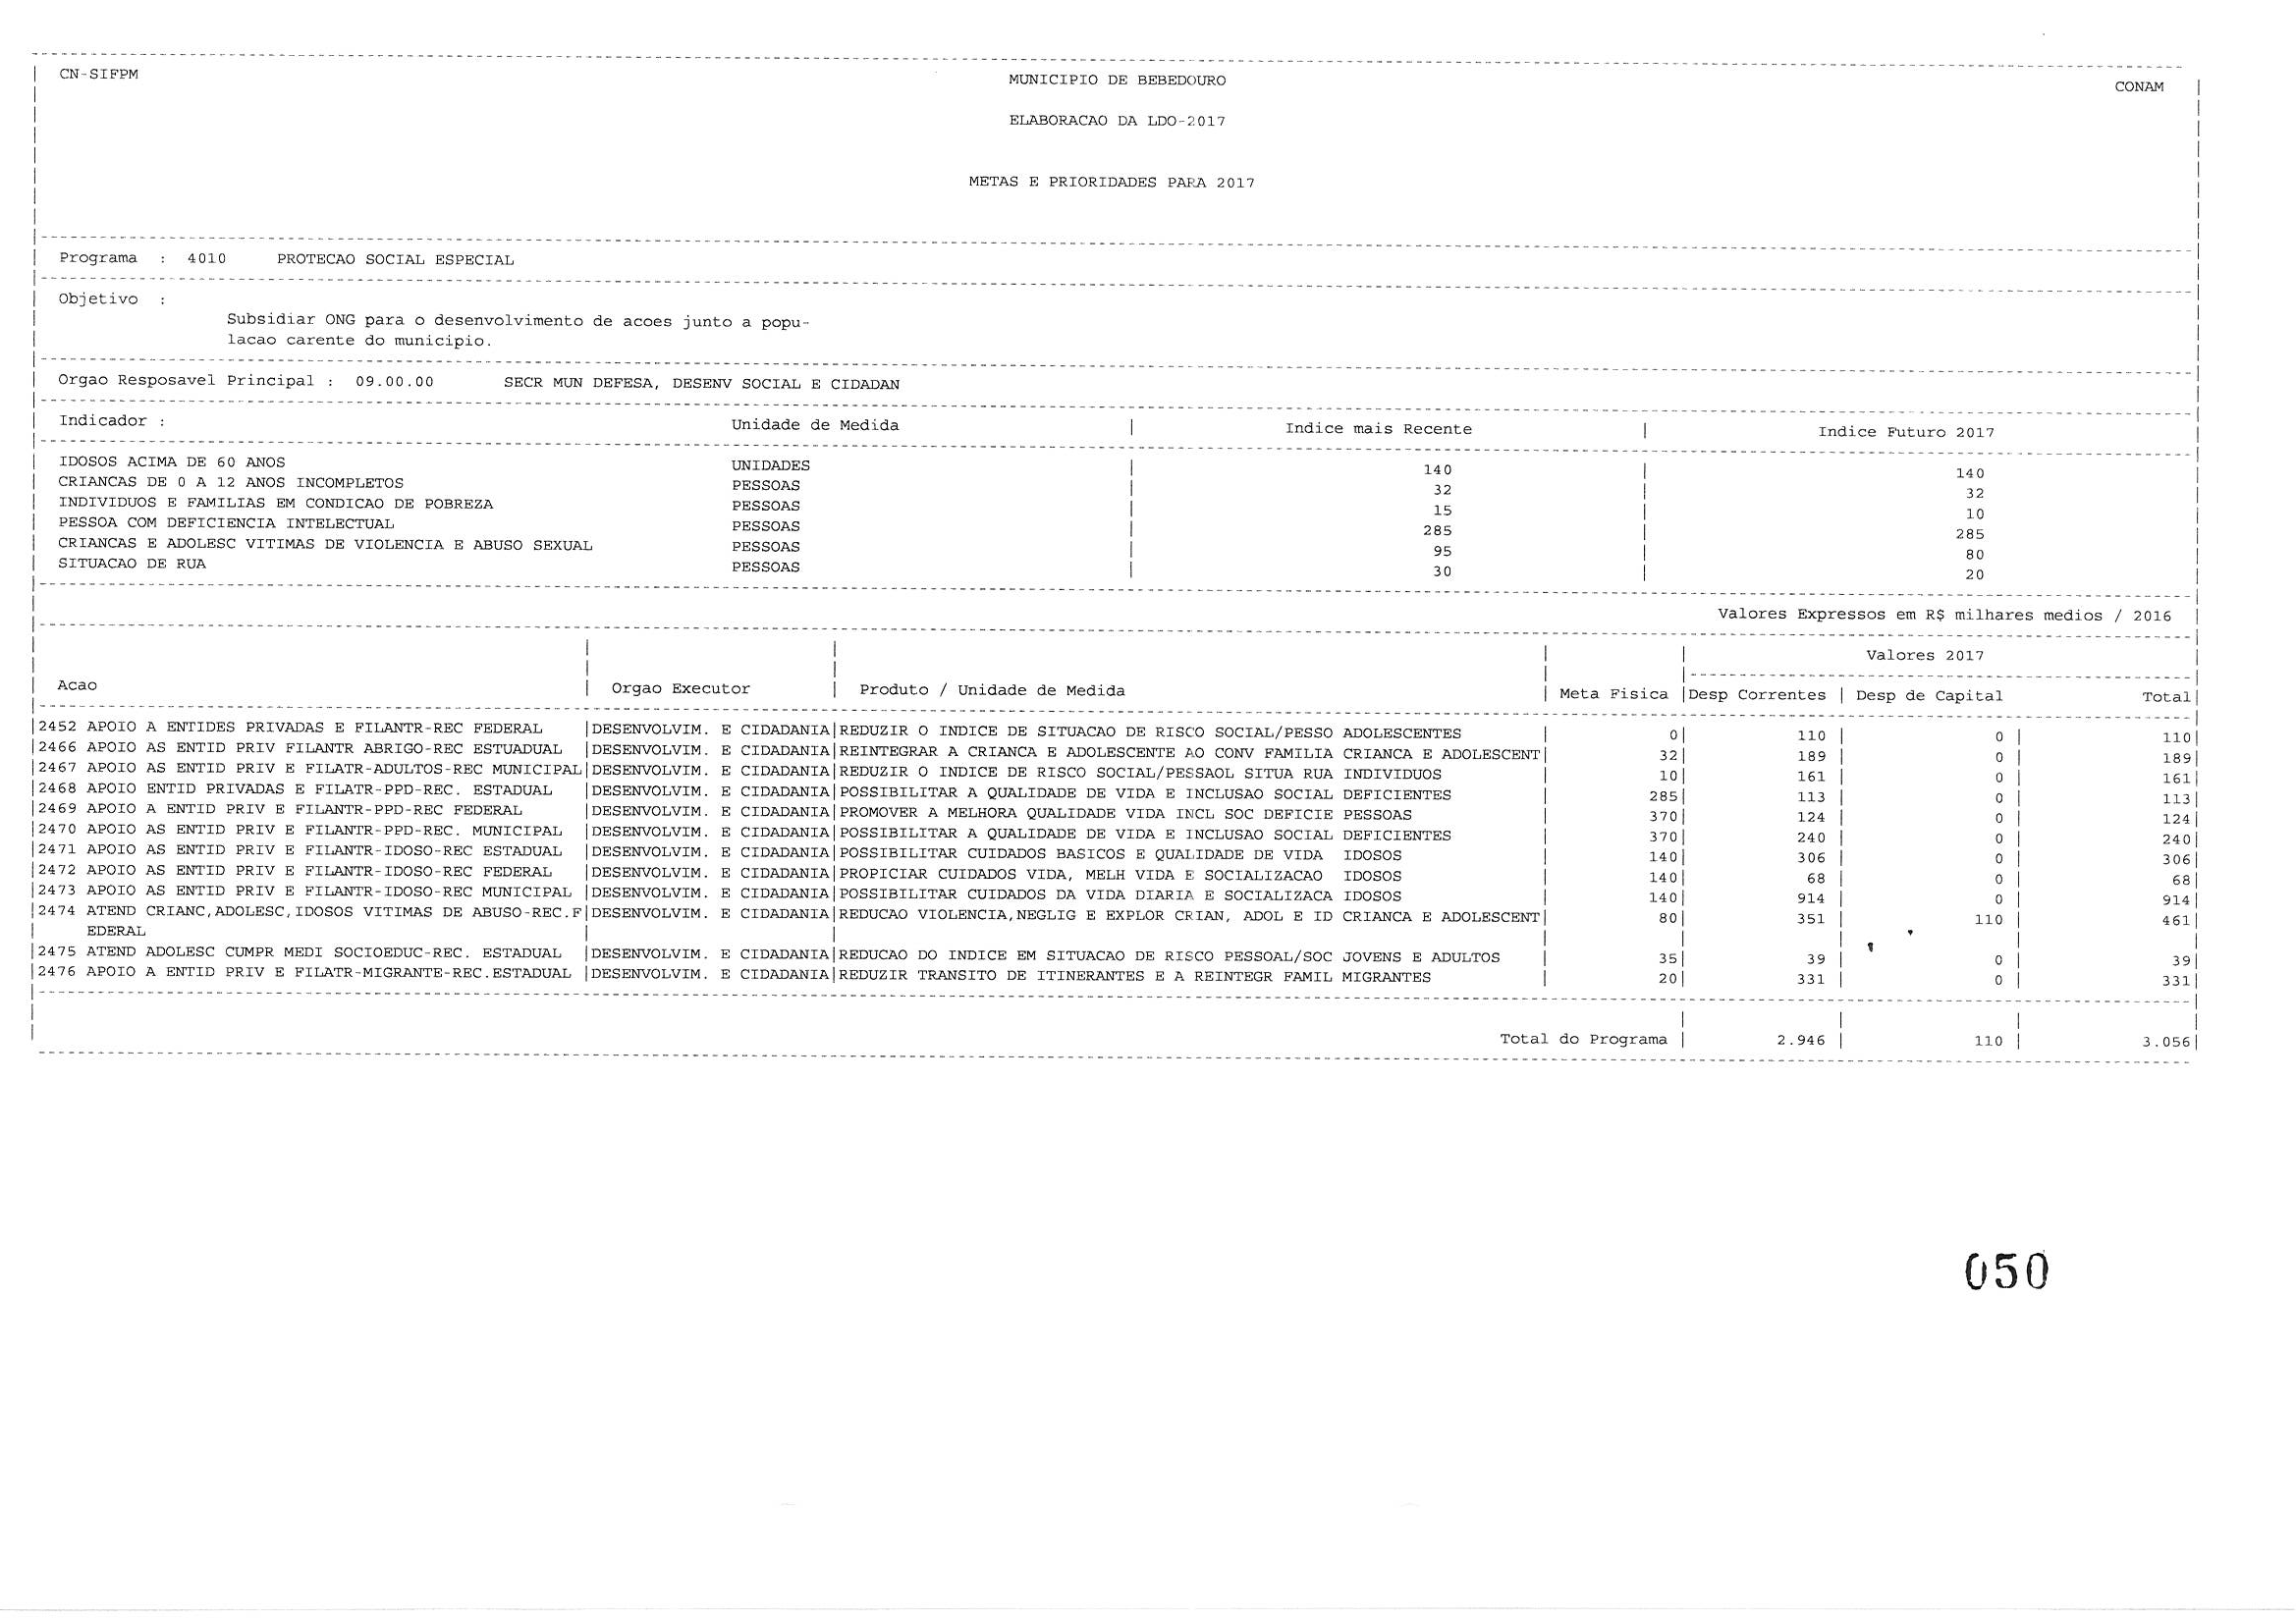 CN-SIFPM MUNICIPIO DE BEBEDOURO CONAM
ELABORACAO DA LDO-2017
METAS E PRIORIDADES PARA 2017
Programa : 4010 PROTECAO SOCIAL ESPECIAL
Objetivo :
Subsidiar ONG para o desenvolvimento de acoes junto a popu-
lacao carente do municipio.
Orgao Resposavel Principal : 09.00.00 SECR MUN DEFESA, DESENV SOCIAL E CIDADAN
Indicador : Unidade de Medida | Indice mais Recente | Indice Futuro 2017
IDOSOS ACIMA DE 60 ANOS UNIDADES | 140 | 140
CRIANCAS DE 0 A 12 ANOS INCOMPLETOS PESSOAS | 32 | 32
INDIVIDUOS E FAMILIAS EM CONDICAO DE POBREZA PESSOAS | 15 | 10
PESSOA COM DEFICIENCIA INTELECTUAL PESSOAS | 285 | 285
CRIANCAS E ADOLESC VITIMAS DE VIOLENCIA E ABUSO SEXUAL PESSOAS | 95 | 80
SITUACAO DE RUA PESSOAS | 30 | 20
Valores Expressos em R$ milhares medios / 2016
Valores 2017
Acao | Orgao Executor | Produto / Unidade de Medida | Meta Fisica |Desp Correntes | Desp de Capital Total|
|2452 APOIO A ENTIDES PRIVADAS E FILANTR-REC FEDERAL |DESENVOLVIM. E CIDADANIA|REDUZIR O INDICE DE SITUACAO DE RISCO SOCIAL/PESSO ADOLESCENTES | 0| 110 | 0 | 110|
|2466 APOIO AS ENTID PRIV FILANTR ABRIGO-REC ESTUADUAL |DESENVOLVIM. E CIDADANIA|REINTEGRAR A CRIANCA E ADOLESCENTE AO CONV FAMILIA CRIANCA E ADOLESCENT| 32| 189 | 0 | 189|
|2467 APOIO AS ENTID PRIV E FILATR-ADULTOS-REC MUNICIPAL|DESENVOLVIM. E CIDADANIA|REDUZIR O INDICE DE RISCO SOCIAL/PESSAOL SITUA RUA INDIVIDUOS | 10| 161 | 0 | 161|
|2468 APOIO ENTID PRIVADAS E FILATR-PPD-REC. ESTADUAL |DESENVOLVIM. E CIDADANIA|POSSIBILITAR A QUALIDADE DE VIDA E INCLUSAO SOCIAL DEFICIENTES | 285| 113 | 0 | 113|
|2469 APOIO A ENTID PRIV E FILANTR-PPD-REC FEDERAL |DESENVOLVIM. E CIDADANIA|PROMOVER A MELHORA QUALIDADE VIDA INCL SOC DEFICIE PESSOAS | 370| 124 | 0 | 124|
|2470 APOIO AS ENTID PRIV E FILANTR-PPD-REC. MUNICIPAL |DESENVOLVIM. E CIDADANIA|POSSIBILITAR A QUALIDADE DE VIDA E INCLUSAO SOCIAL DEFICIENTES | 370| 240 | 0 | 240|
|2471 APOIO AS ENTID PRIV E FILANTR-IDOSO-REC ESTADUAL |DESENVOLVIM. E CIDADANIA|POSSIBILITAR CUIDADOS BASICOS E QUALIDADE DE VIDA IDOSOS | 140| 306 | 0 | 306|
|2472 APOIO AS ENTID PRIV E FILANTR-IDOSO-REC FEDERAL |DESENVOLVIM. E CIDADANIA|PROPICIAR CUIDADOS VIDA, MELH VIDA E SOCIALIZACAO IDOSOS | 140| 68 | 0 | 68|
|2473 APOIO AS ENTID PRIV E FILANTR-IDOSO-REC MUNICIPAL |DESENVOLVIM. E CIDADANIA|POSSIBILITAR CUIDADOS DA VIDA DIARIA E SOCIALIZACA IDOSOS | 140| 914 | 0 | 914|
|2474 ATEND CRIANC,ADOLESC,IDOSOS VITIMAS DE ABUSO-REC.F|DESENVOLVIM. E CIDADANIA|REDUCAO VIOLENCIA,NEGLIG E EXPLOR CRIAN, ADOL E ID CRIANCA E ADOLESCENT| 80| 351 | 110 | 461|
EDERAL
|2475 ATEND ADOLESC CUMPR MEDI SOCIOEDUC-REC. ESTADUAL |DESENVOLVIM. E CIDADANIA|REDUCAO DO INDICE EM SITUACAO DE RISCO PESSOAL/SOC JOVENS E ADULTOS | 35| 39 | 0 | 39|
|2476 APOIO A ENTID PRIV E FILATR-MIGRANTE-REC.ESTADUAL |DESENVOLVIM. E CIDADANIA|REDUZIR TRANSITO DE ITINERANTES E A REINTEGR FAMIL MIGRANTES | 20| 331 | 0 | 331|
Total do Programa | 2.946 | 110 | 3.056|
050